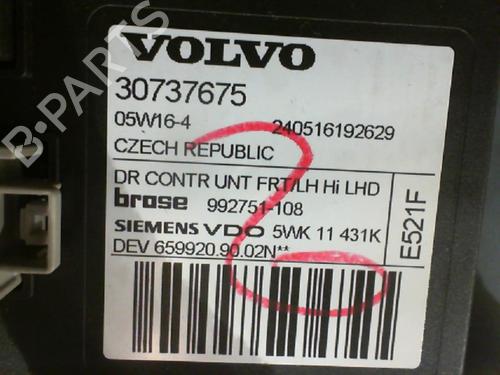 VOLVO
30737675
05W16-4 240516192629
CZECH REPUBLIC
DR CONTR UNT FRT/LH Hi LHD
brose 992751-108
SIEMENS VDO 5WK 11 431K
DEV 659920.90.02N**
E521F
2
B-PARTS